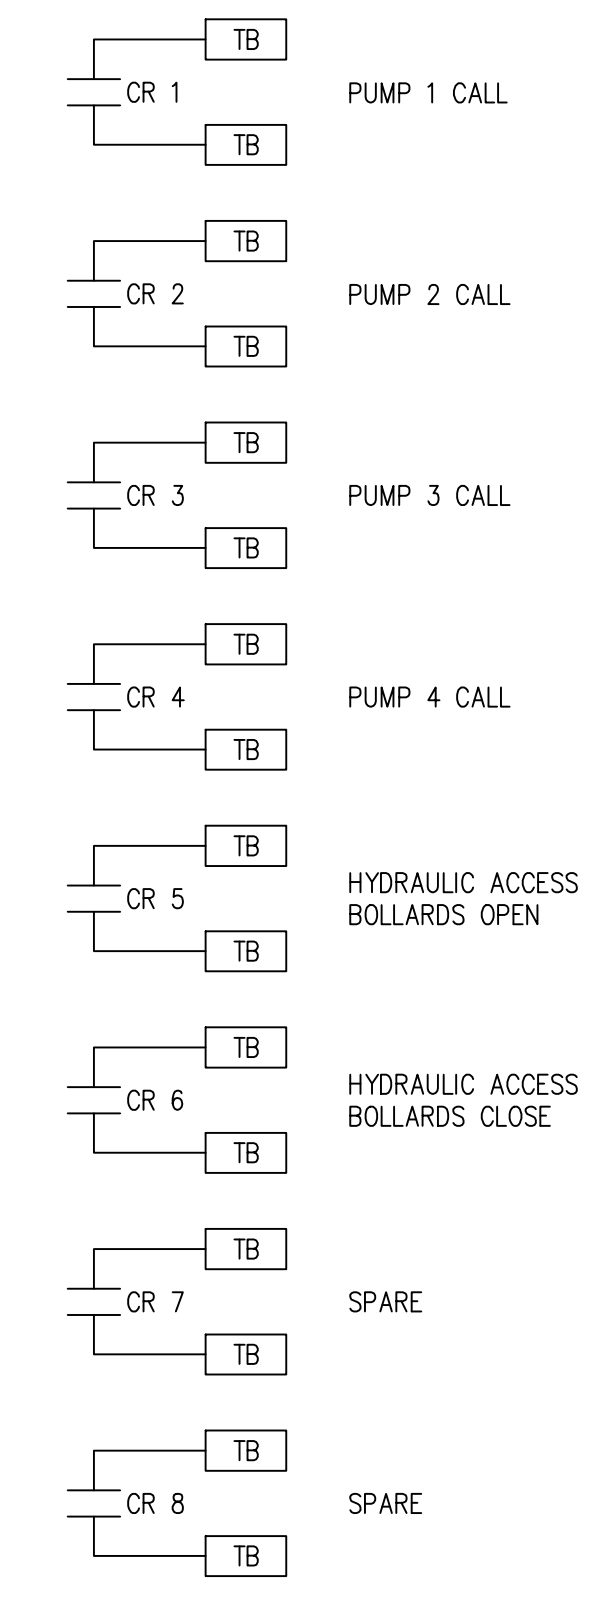 TB
CR 1
PUMP 1 CALL
TB
TB
CR 2
PUMP 2 CALL
TB
TB
CR 3
PUMP 3 CALL
TB
TB
CR 4
PUMP 4 CALL
TB
TB
CR 5
HYDRAULIC ACCESS
BOLLARDS OPEN
TB
TB
CR 6
HYDRAULIC ACCESS
BOLLARDS CLOSE
TB
TB
CR 7
SPARE
TB
TB
CR 8
SPARE
TB